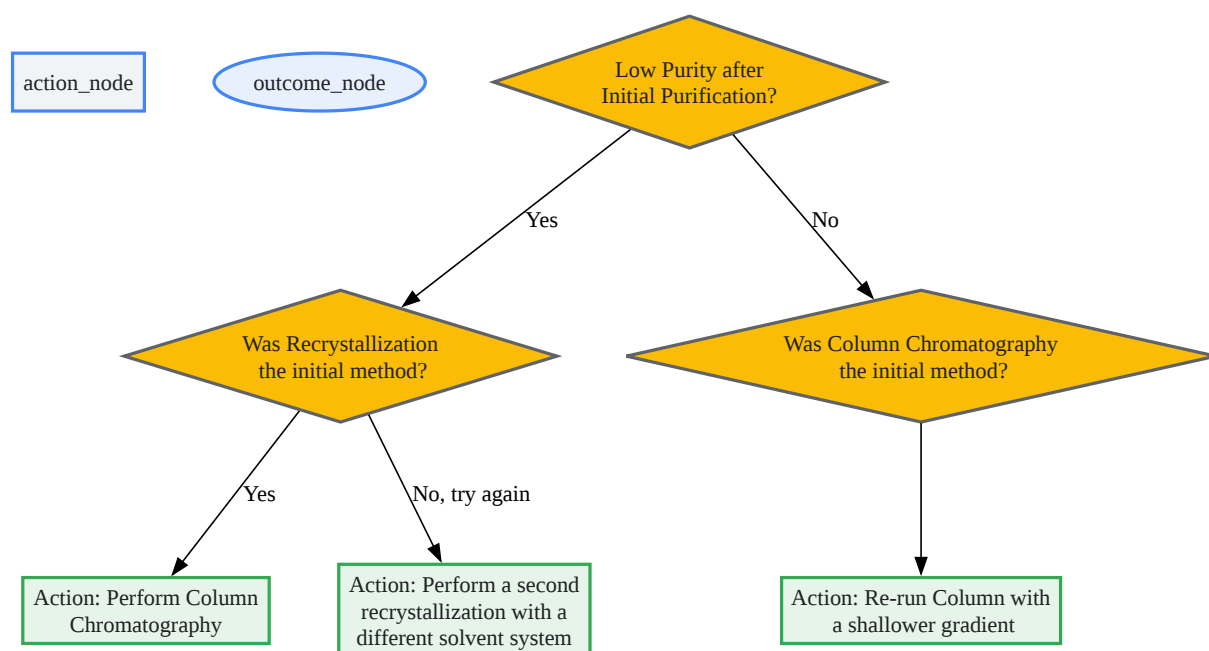 action_node
outcome_node
Low Purity after
Initial Purification?
Yes
No
Was Recrystallization
the initial method?
Was Column Chromatography
the initial method?
Yes
No, try again
Action: Perform Column
Chromatography
Action: Perform a second
recrystallization with a
different solvent system
Action: Re-run Column with
a shallower gradient